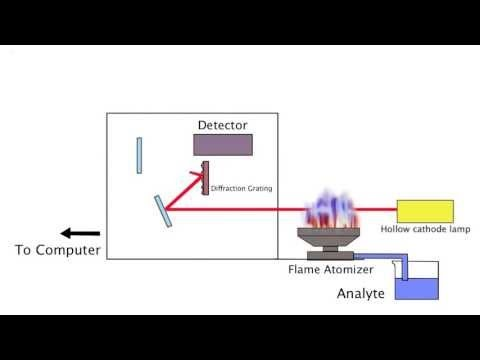 Detector
Diffraction Grating
Hollow cathode lamp
To Computer
Flame Atomizer
Analyte